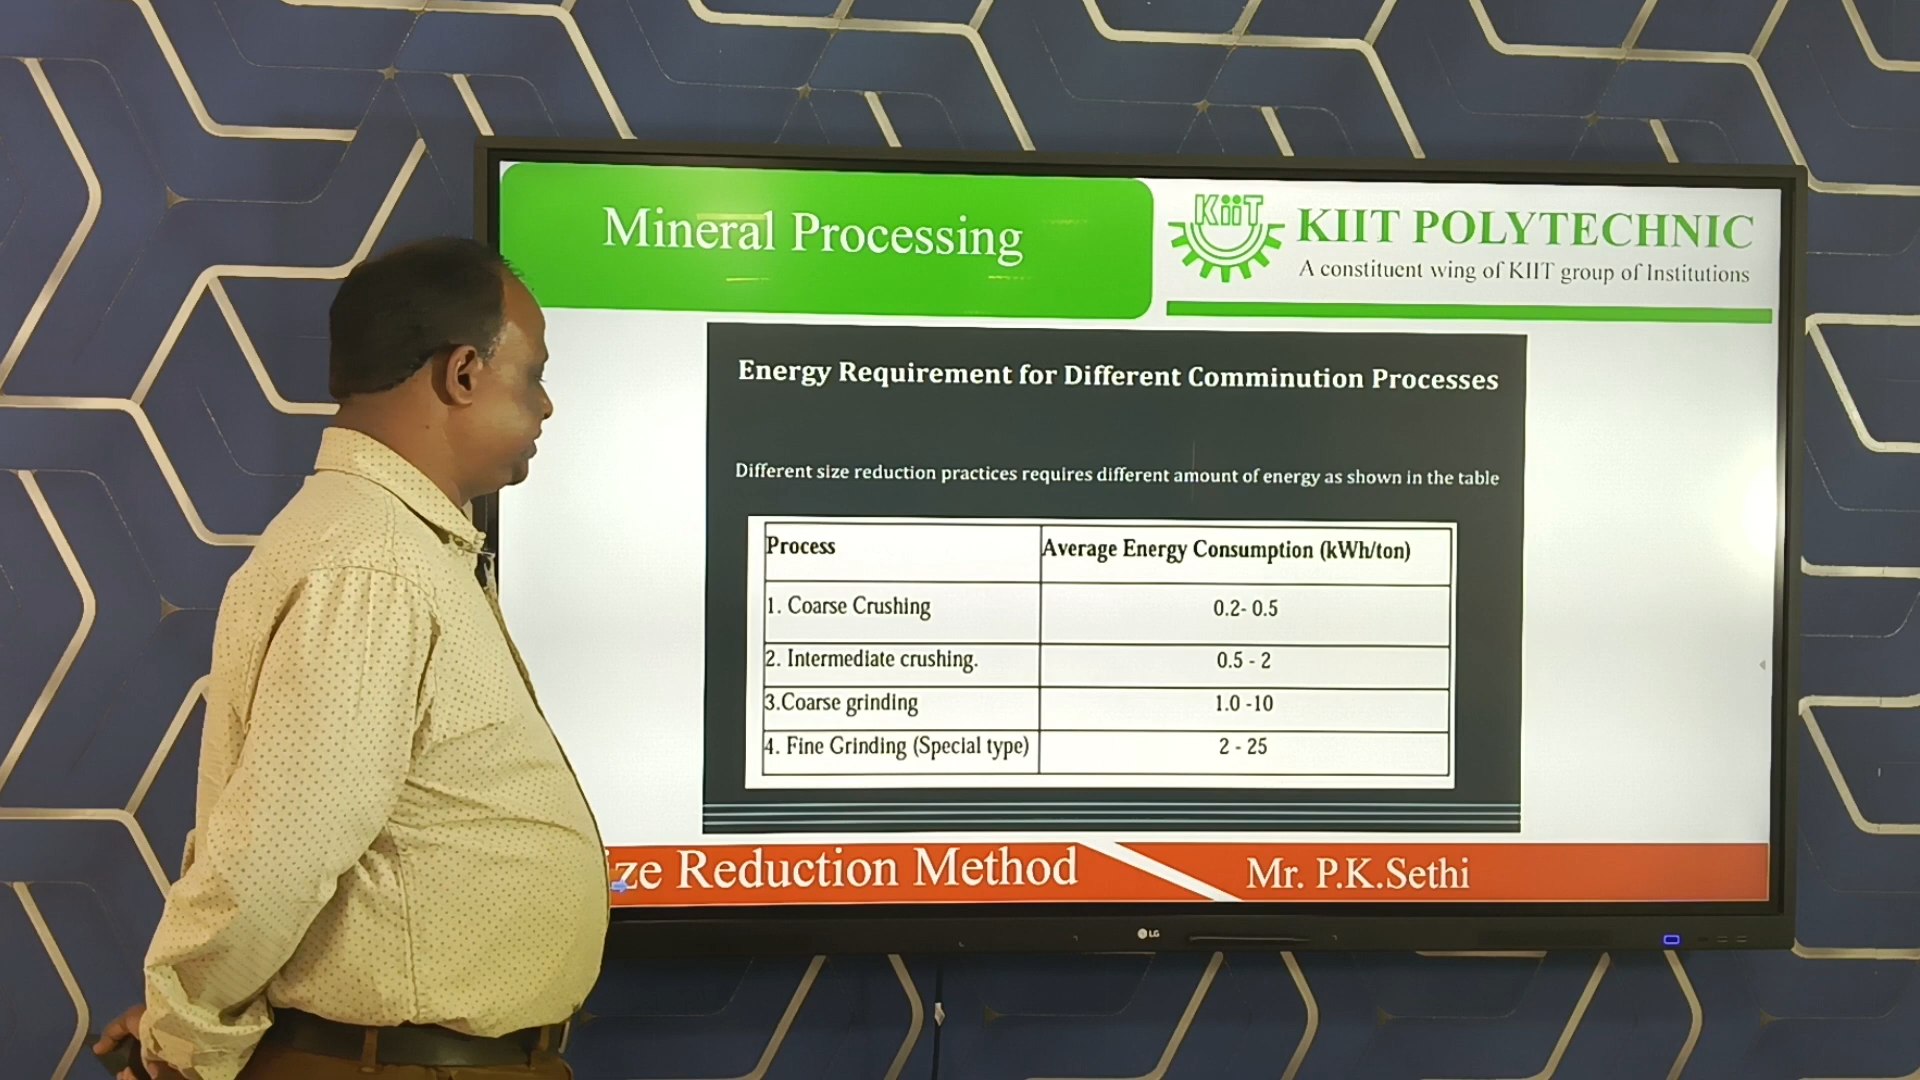 Mineral Processing
KiiT
KIIT POLYTECHNIC
A constituent wing of KIIT group of Institutions
Energy Requirement for Different Comminution Processes
Different size reduction practices requires different amount of energy as shown in the table
Process Average Energy Consumption (kWh/ton)
1. Coarse Crushing 0.2- 0.5
2. Intermediate crushing. 0.5 - 2
3.Coarse grinding 1.0 -10
4. Fine Grinding (Special type) 2 - 25
ze Reduction Method
Mr. P.K.Sethi
LG